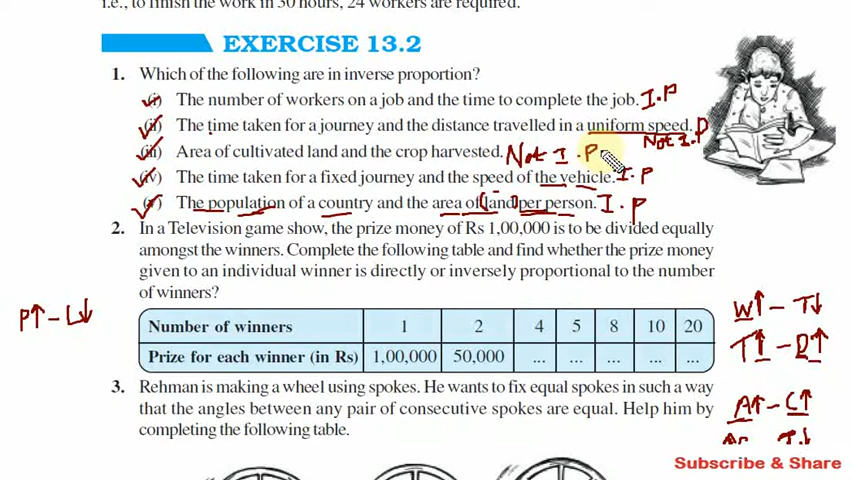 i.e., to finish the work in 30 hours, 24 workers are required.
EXERCISE 13.2
1. Which of the following are in inverse proportion?
(i) The number of workers on a job and the time to complete the job. I.P
(ii) The time taken for a journey and the distance travelled in a uniform speed. P
Not I.P
(iii) Area of cultivated land and the crop harvested. Not I.P
(iv) The time taken for a fixed journey and the speed of the vehicle. I.P
(v) The population of a country and the area of land per person. I.P
2. In a Television game show, the prize money of Rs 1,00,000 is to be divided equally
amongst the winners. Complete the following table and find whether the prize money
given to an individual winner is directly or inversely proportional to the number
of winners?
P↑ - L↓
Number of winners 1 2 4 5 8 10 20
Prize for each winner (in Rs) 1,00,000 50,000 ... ... ... ... ...
W↑ - T↓
T↑ - D↑
3. Rehman is making a wheel using spokes. He wants to fix equal spokes in such a way
that the angles between any pair of consecutive spokes are equal. Help him by
completing the following table.
A↑ - C↑
Subscribe & Share